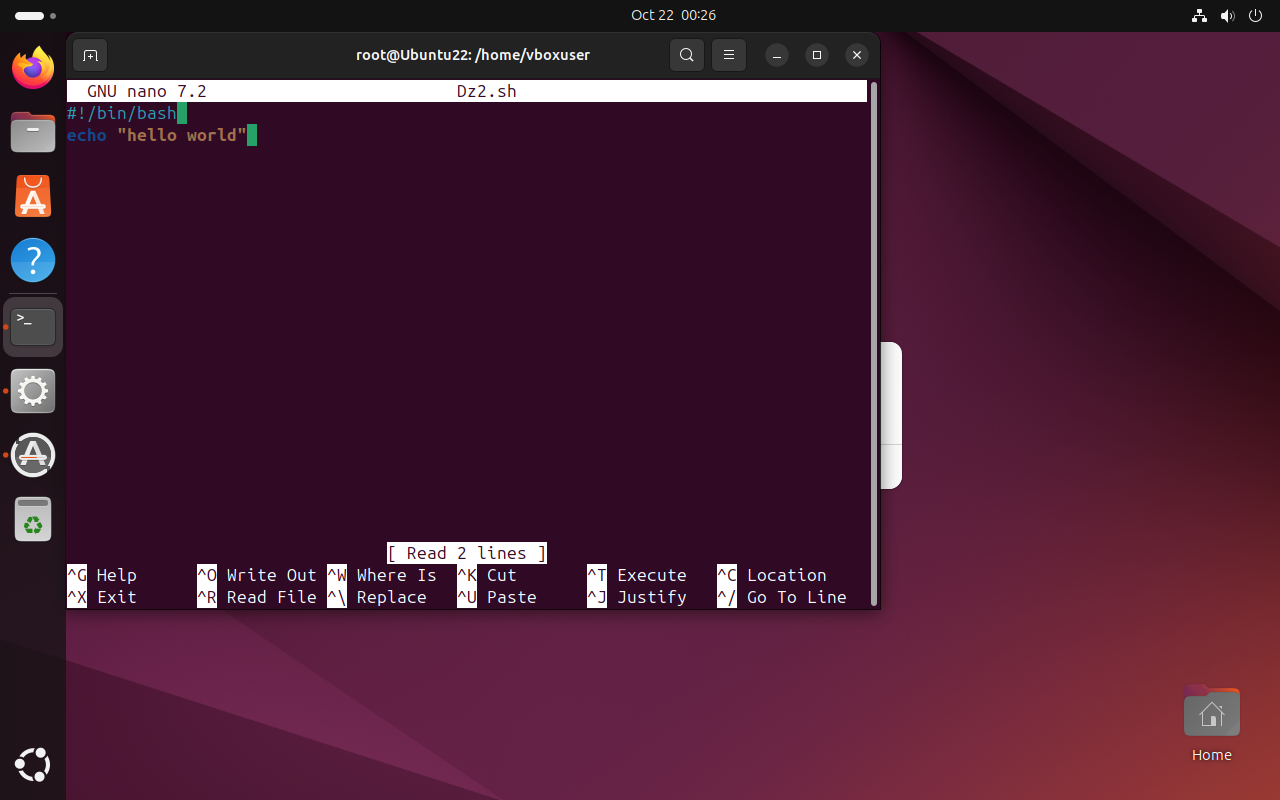 Oct 22 00:26
root@Ubuntu22: /home/vboxuser
GNU nano 7.2 Dz2.sh
#!/bin/bash
echo "hello world"
[ Read 2 lines ]
^G Help ^O Write Out ^W Where Is ^K Cut ^T Execute ^C Location
^X Exit ^R Read File ^\ Replace ^U Paste ^J Justify ^/ Go To Line
Home